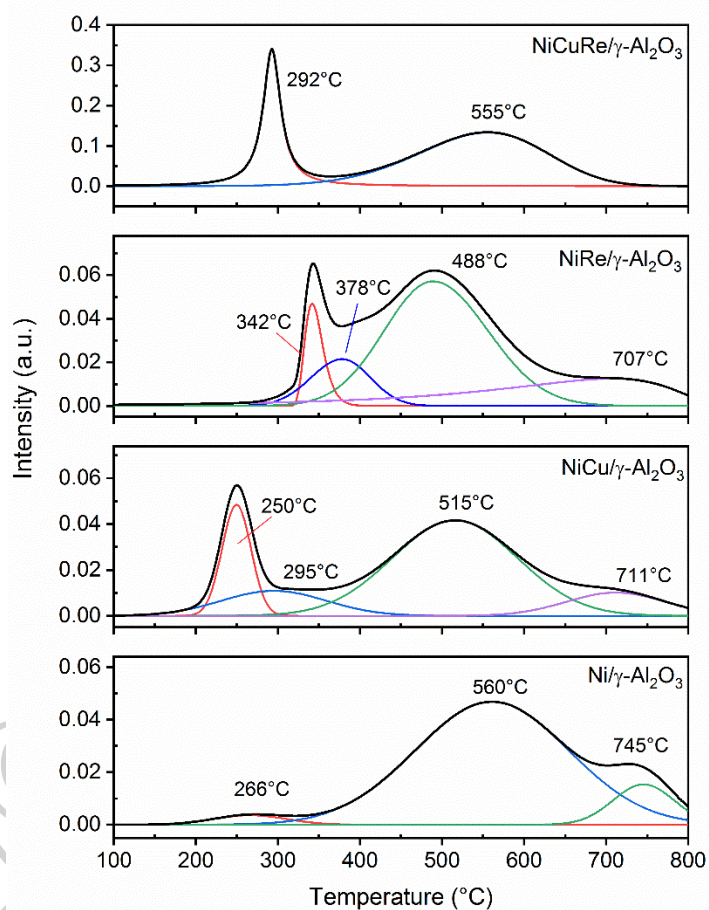 NiCuRe/γ-Al₂O₃
0.4
0.3
0.2
0.1
0.0
292°C
555°C
NiRe/γ-Al₂O₃
0.06
0.04
0.02
0.00
342°C
378°C
488°C
707°C
NiCu/γ-Al₂O₃
0.06
0.04
0.02
0.00
250°C
295°C
515°C
711°C
Ni/γ-Al₂O₃
0.06
0.04
0.02
0.00
266°C
560°C
745°C
100 200 300 400 500 600 700 800
Temperature (°C)
Intensity (a.u.)